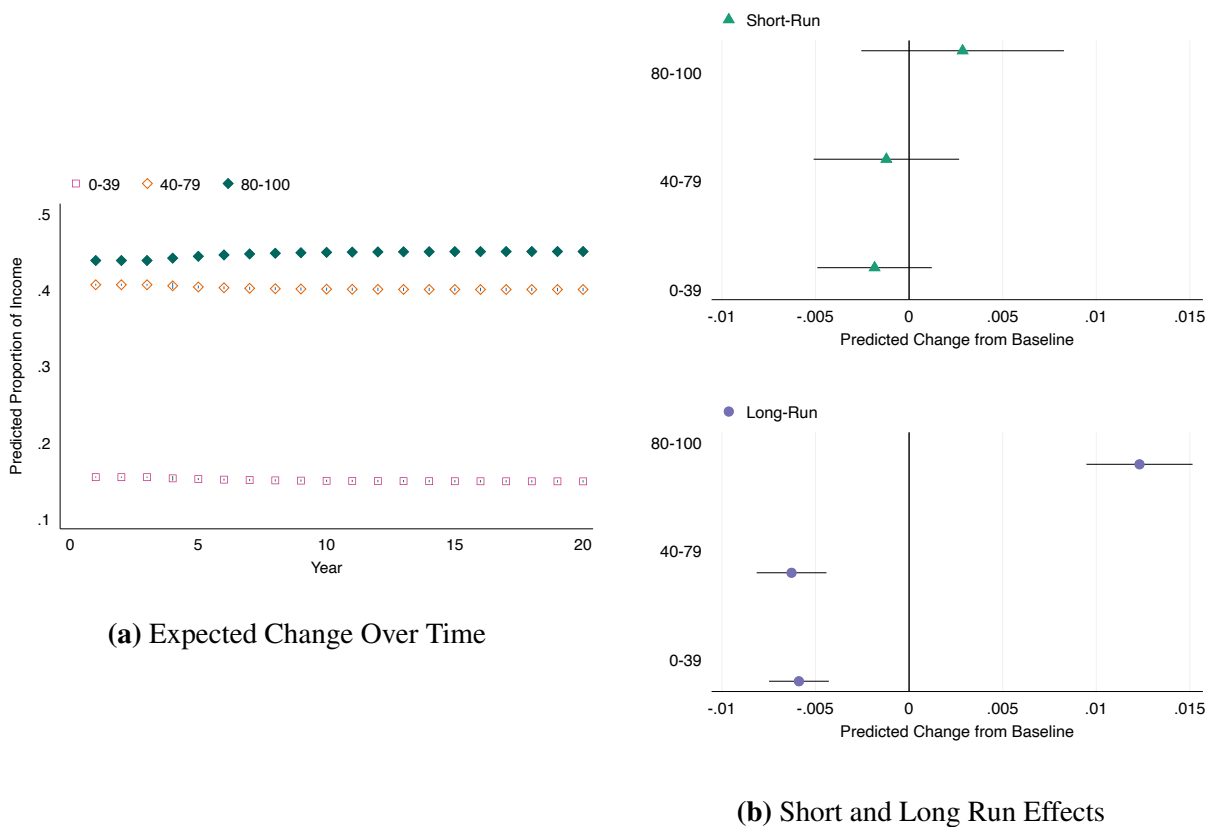 0-39 40-79 80-100
.5
.4
.3
.2
.1
Predicted Proportion of Income
0 5 10 15 20
Year
(a) Expected Change Over Time
Short-Run
80-100
40-79
0-39
-.01 -.005 0 .005 .01 .015
Predicted Change from Baseline
Long-Run
80-100
40-79
0-39
-.01 -.005 0 .005 .01 .015
Predicted Change from Baseline
(b) Short and Long Run Effects